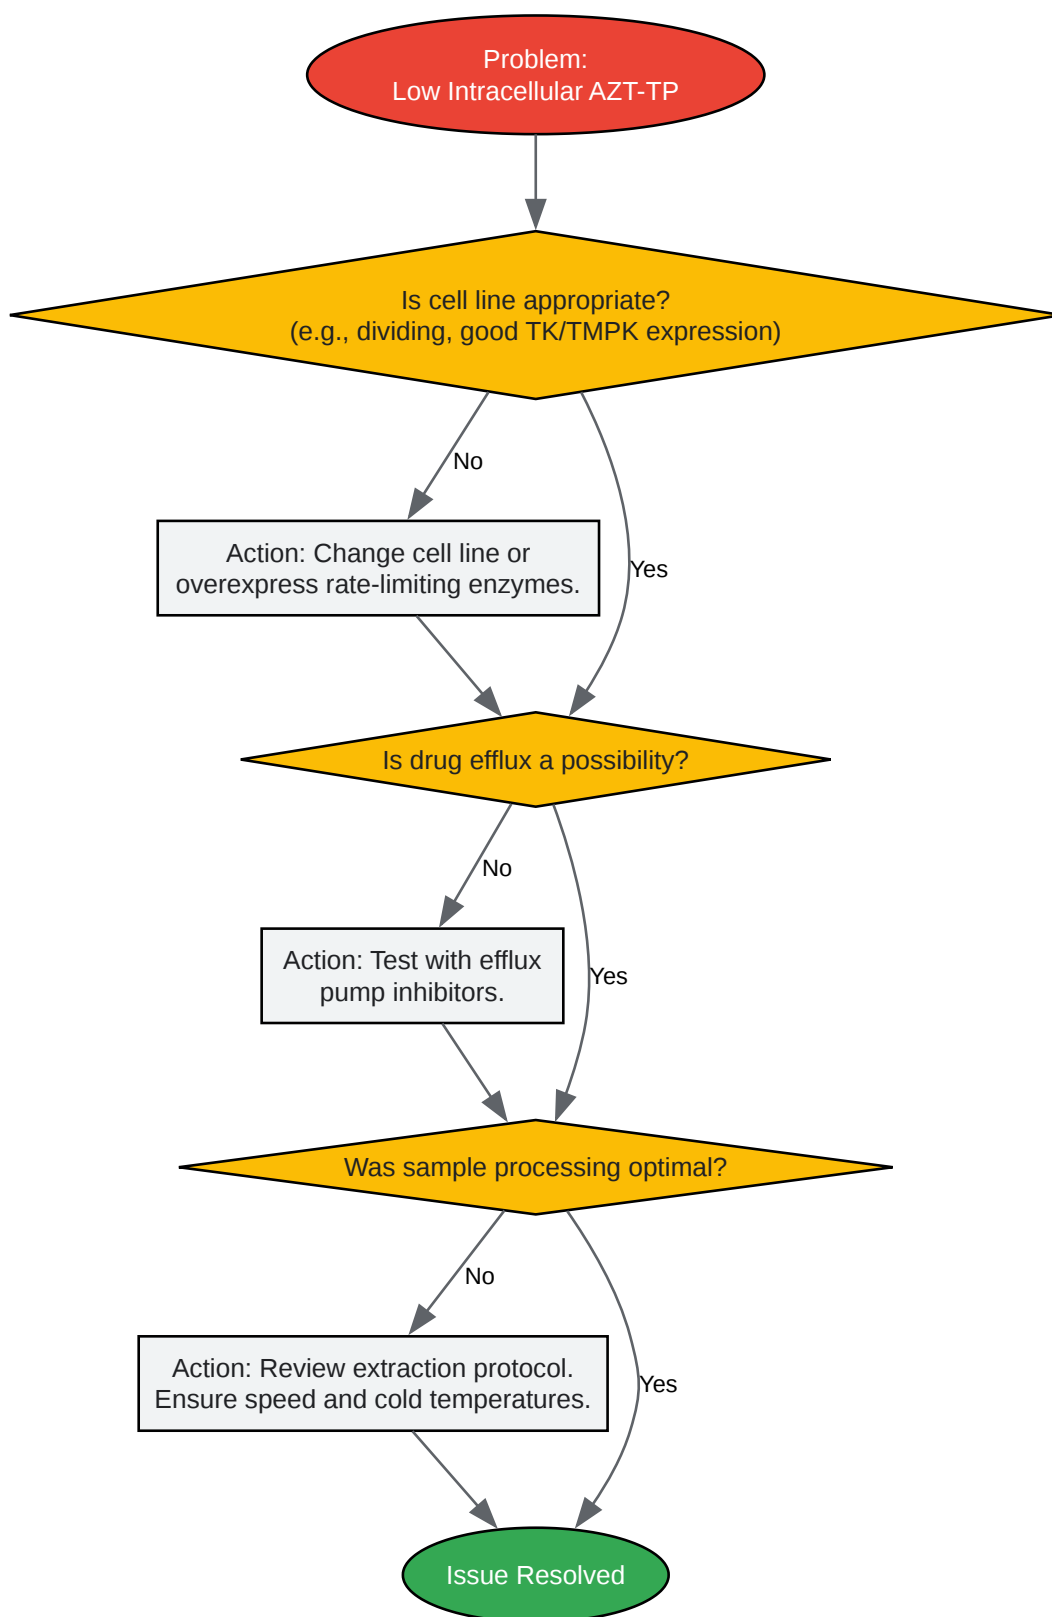 Problem:
Low Intracellular AZT-TP
Is cell line appropriate?
(e.g., dividing, good TK/TMPK expression)
No
Action: Change cell line or
overexpress rate-limiting enzymes.
Yes
Is drug efflux a possibility?
No
Action: Test with efflux
pump inhibitors.
Yes
Was sample processing optimal?
No
Action: Review extraction protocol.
Ensure speed and cold temperatures.
Yes
Issue Resolved